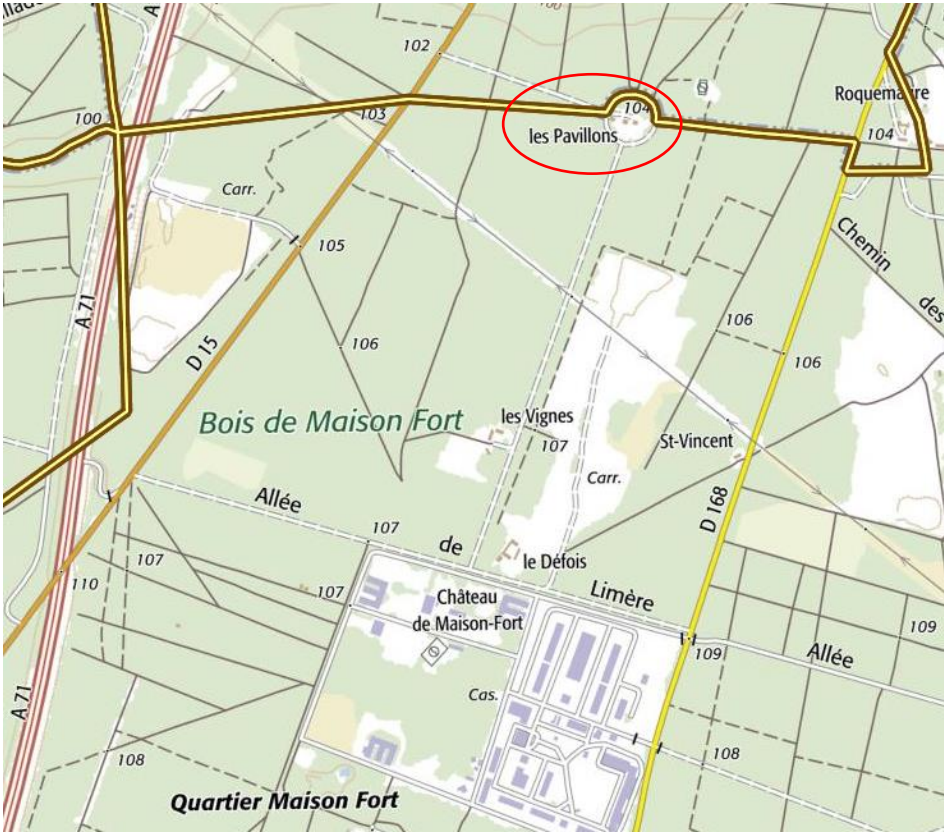 A
100
102
103
104
les Pavillons
Roquemaure
104
100
Carr.
105
Chemin
des
A 71
D 15
106
106
106
Bois de Maison Fort
les Vignes
107
St-Vincent
Carr.
D 168
Allée
107
de
le Défois
107
110
107
Château
de Maison-Fort
Limère
109
109
Allée
A 71
Cas.
108
108
Quartier Maison Fort